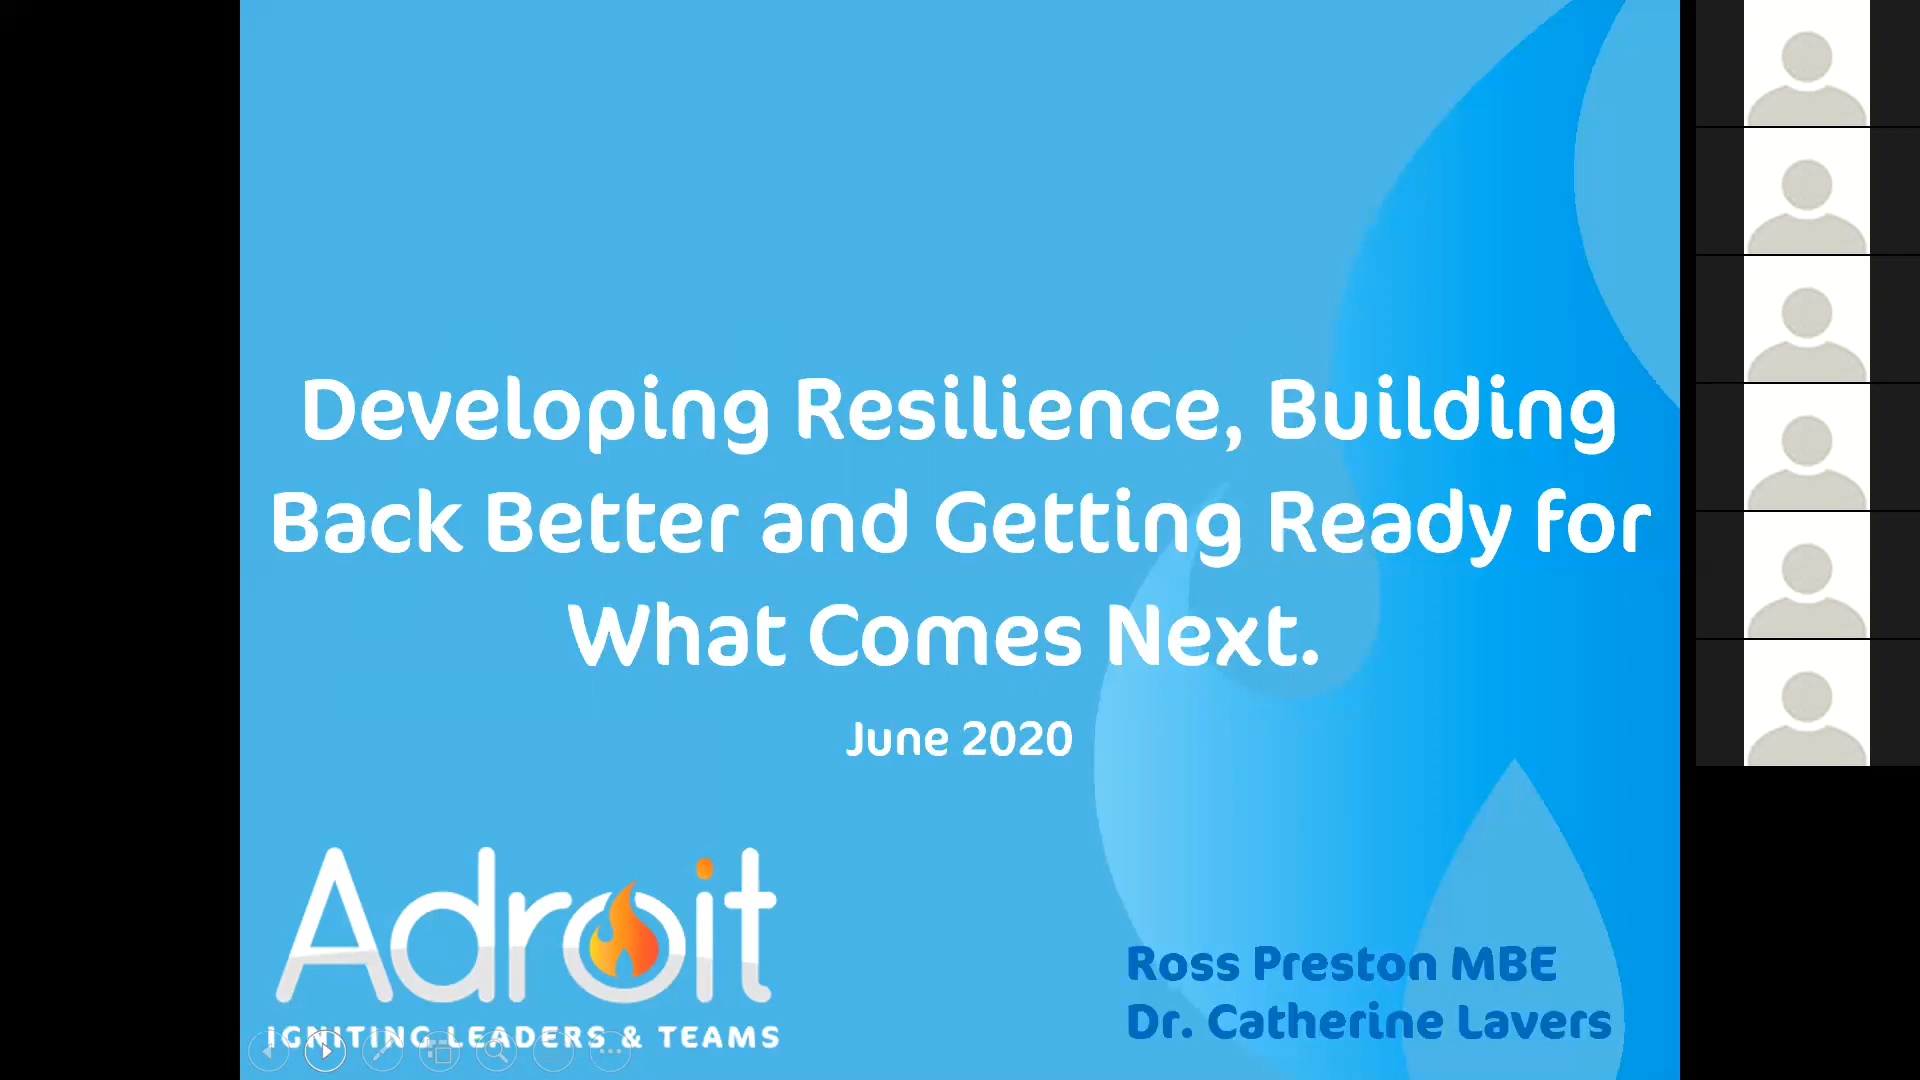 Developing Resilience, Building
Back Better and Getting Ready for
What Comes Next.
June 2020
Adroit
IGNITING LEADERS & TEAMS
Ross Preston MBE
Dr. Catherine Lavers